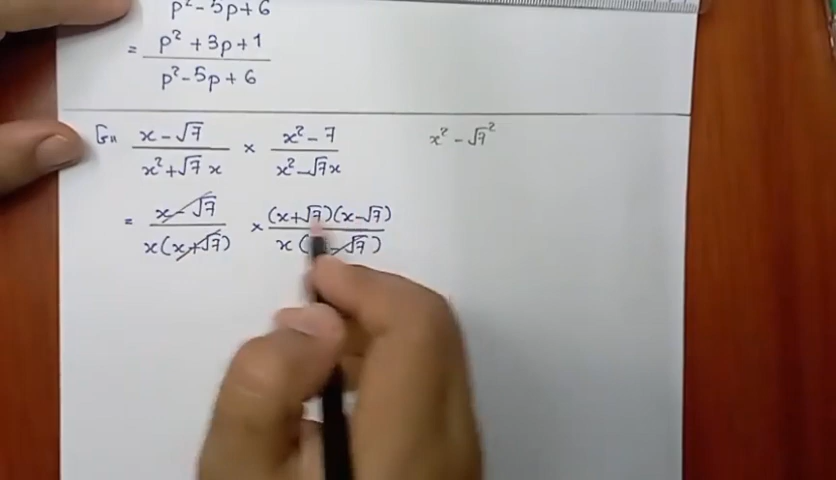 p² - 5p + 6
= p² + 3p + 1 / p² - 5p + 6
x - √7 / x² + √7 x × x² - 7 / x² - √7x
x² - √7²
= x - √7 / x(x + √7) × (x + √7)(x - √7) / x( - √7)